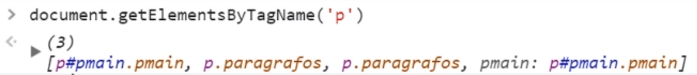 > document.getElementsByTagName('p')
(3)
[p#pmain.pmain, p.paragrafos, p.paragrafos, pmain: p#pmain.pmain]